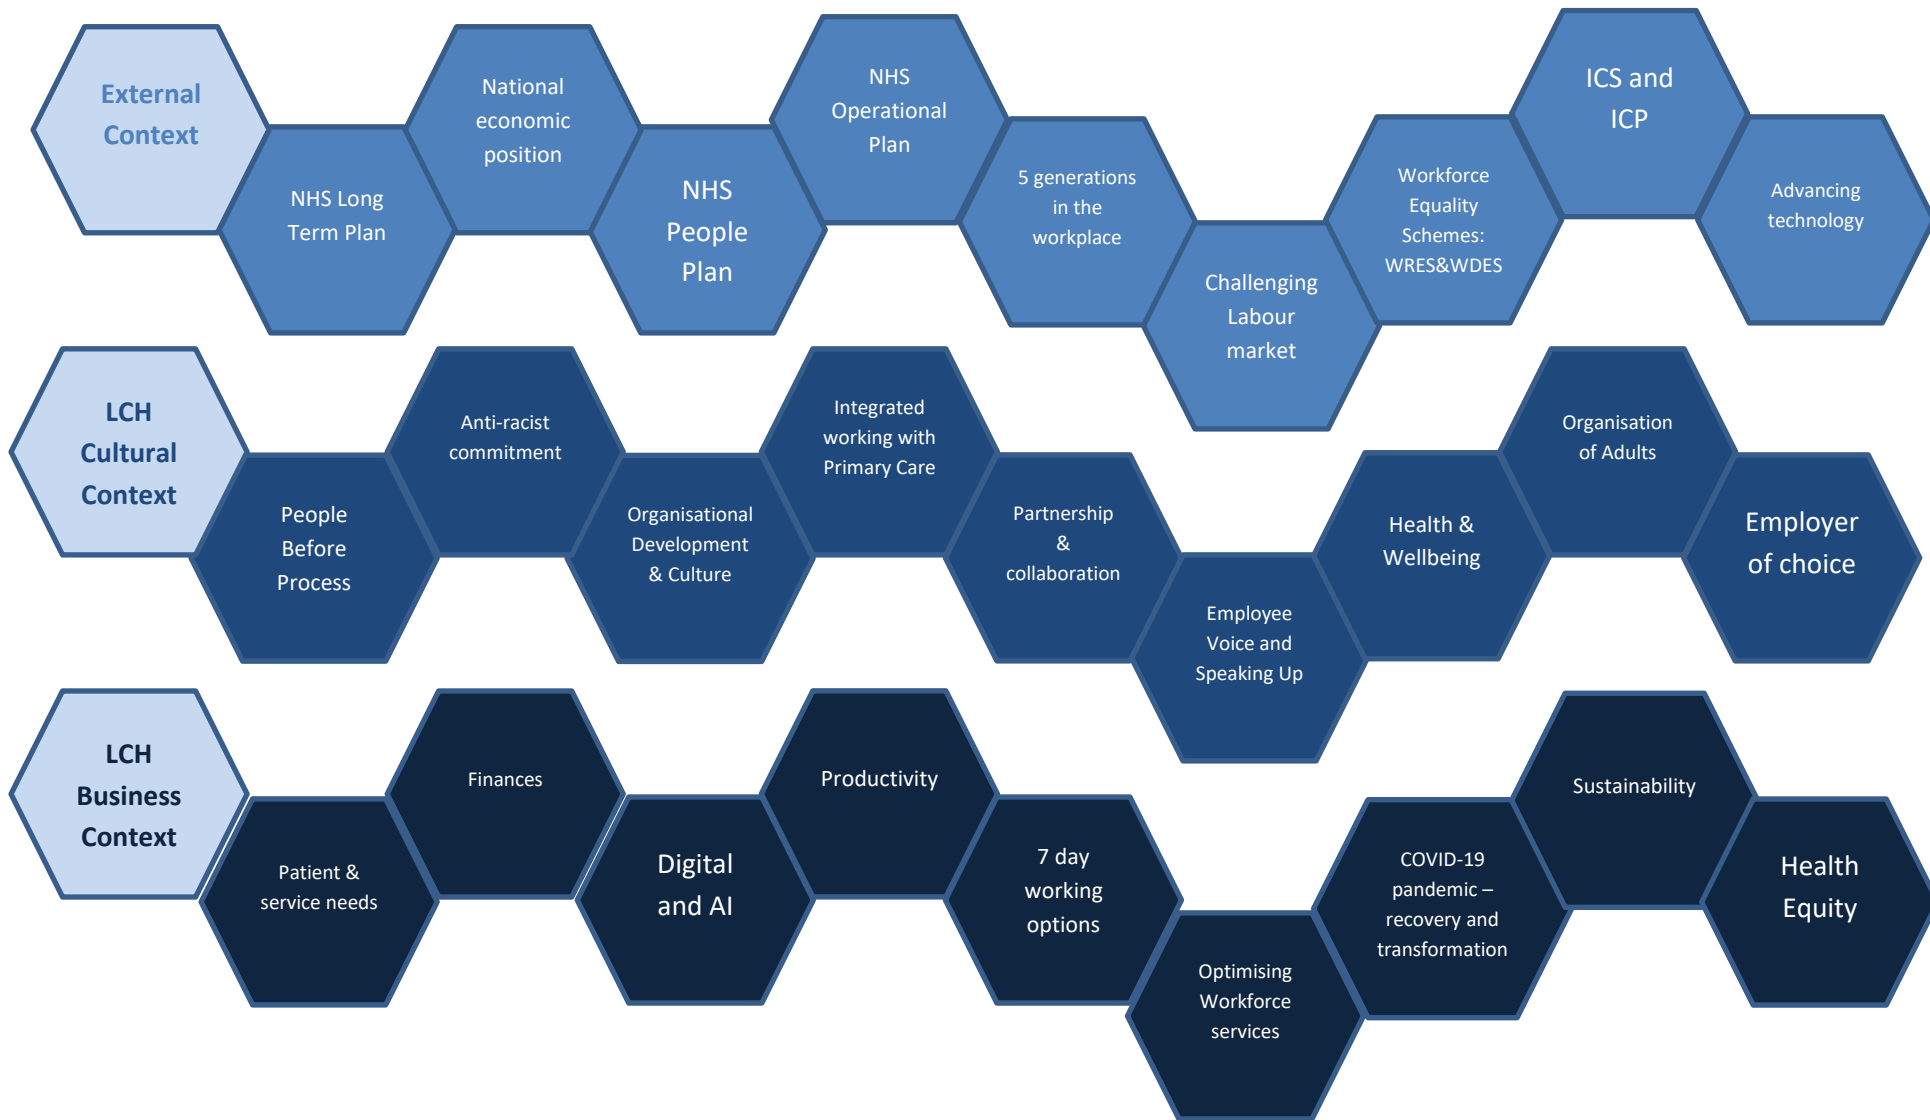 External
Context
NHS Long
Term Plan
National
economic
position
NHS
People
Plan
NHS
Operational
Plan
5 generations
in the
workplace
Challenging
Labour
market
Workforce
Equality
Schemes:
WRES&WDES
ICS and
ICP
Advancing
technology
LCH
Cultural
Context
People
Before
Process
Anti-racist
commitment
Organisational
Development
& Culture
Integrated
working with
Primary Care
Partnership
&
collaboration
Employee
Voice and
Speaking Up
Health &
Wellbeing
Organisation
of Adults
Employer
of choice
LCH
Business
Context
Patient &
service needs
Finances
Digital
and AI
Productivity
7 day
working
options
Optimising
Workforce
services
COVID-19
pandemic –
recovery and
transformation
Sustainability
Health
Equity